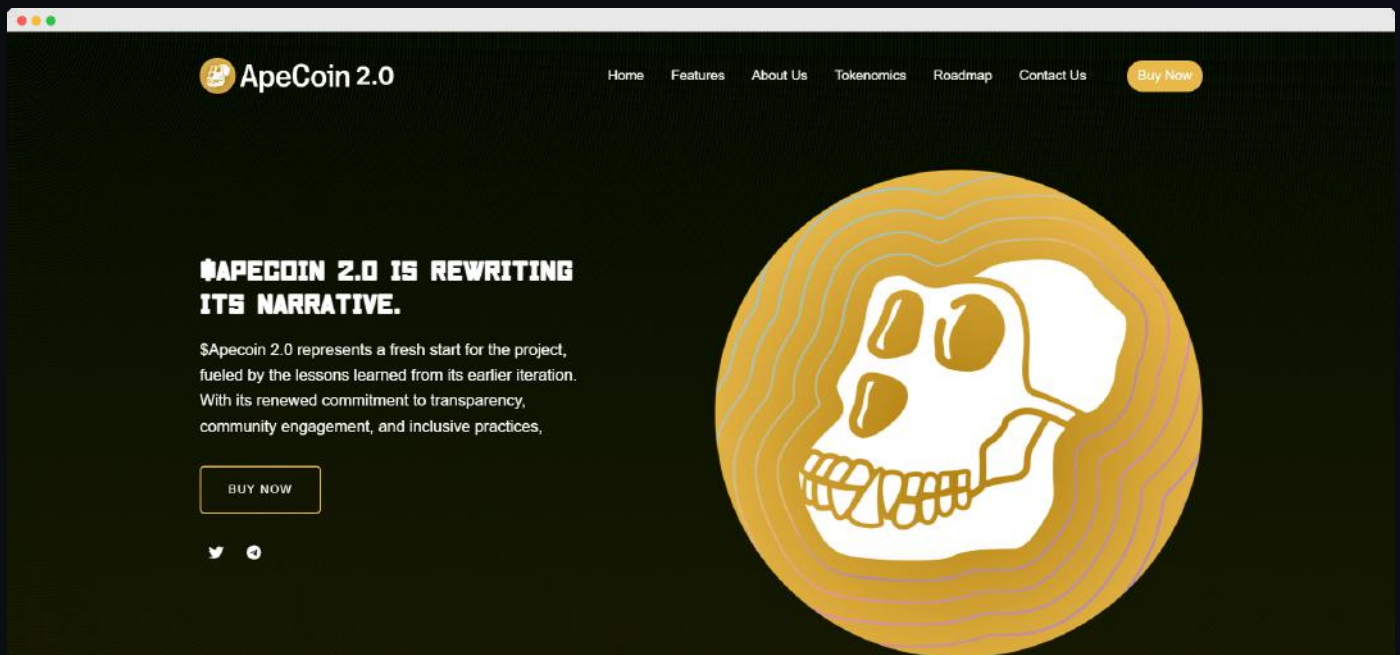 ApeCoin 2.0
Home
Features
About Us
Tokenomics
Roadmap
Contact Us
Buy Now
$APECOIN 2.0 IS REWRITING
ITS NARRATIVE.
$Apecoin 2.0 represents a fresh start for the project,
fueled by the lessons learned from its earlier iteration.
With its renewed commitment to transparency,
community engagement, and inclusive practices,
BUY NOW